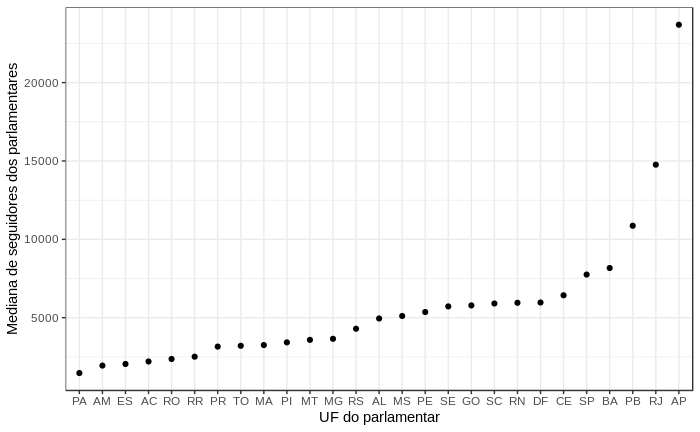 Mediana de seguidores dos parlamentares
20000
15000
10000
5000
PA AM ES AC RO RR PR TO MA PI MT MG RS AL MS PE SE GO SC RN DF CE SP BA PB RJ AP
UF do parlamentar